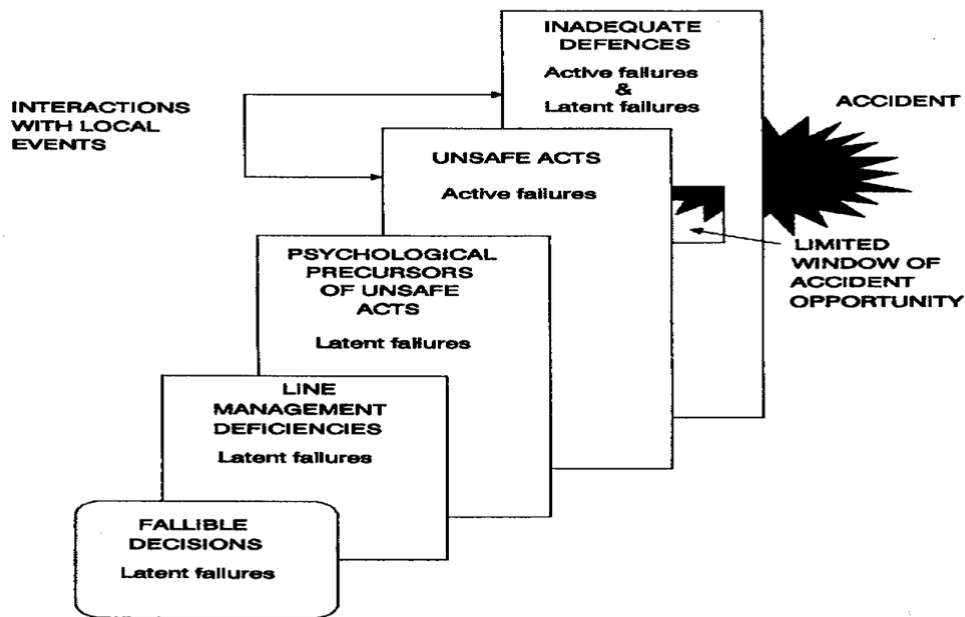 INADEQUATE
DEFENCES
Active failures
&
Latent failures
ACCIDENT
INTERACTIONS
WITH LOCAL
EVENTS
UNSAFE ACTS
Active failures
LIMITED
WINDOW OF
ACCIDENT
OPPORTUNITY
PSYCHOLOGICAL
PRECURSORS
OF UNSAFE
ACTS
Latent failures
LINE
MANAGEMENT
DEFICIENCIES
Latent failures
FALLIBLE
DECISIONS
Latent failures